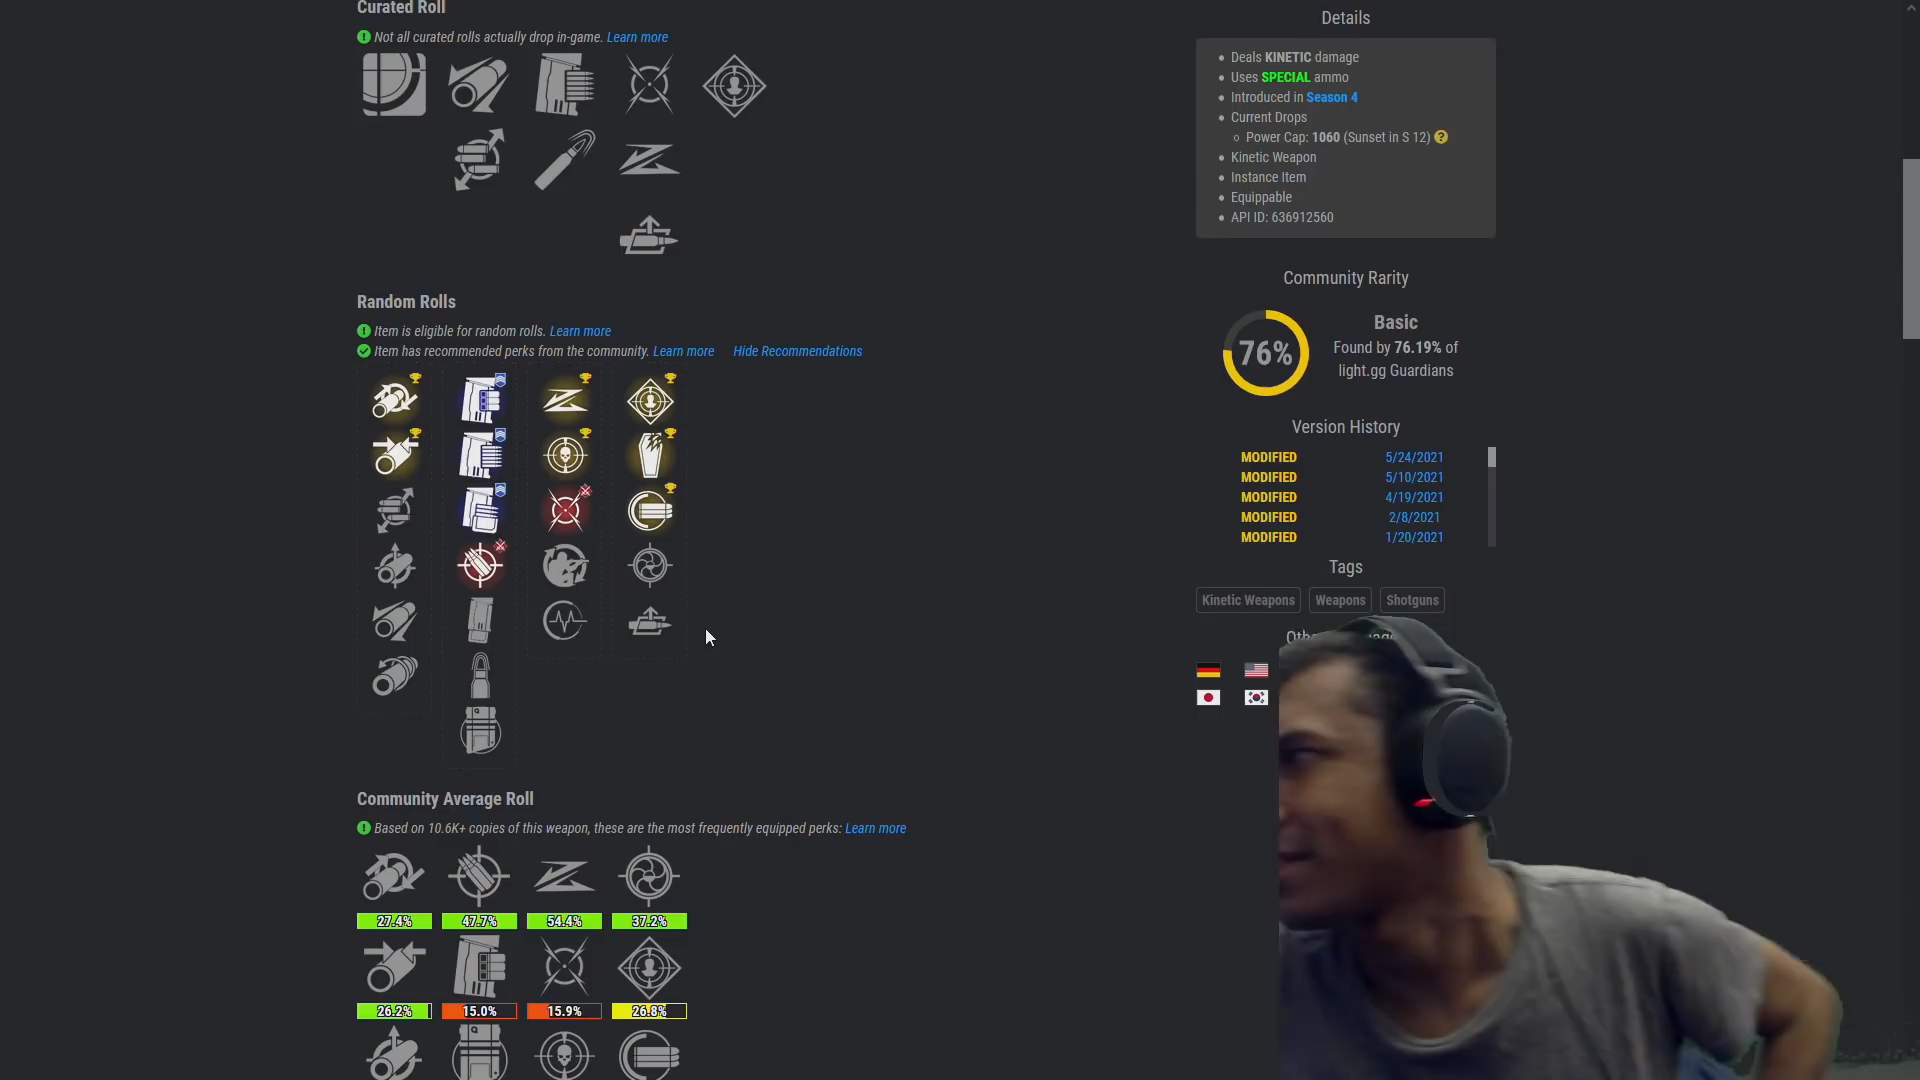 Curated Roll
Not all curated rolls actually drop in-game. Learn more
Random Rolls
Item is eligible for random rolls. Learn more
Item has recommended perks from the community. Learn more Hide Recommendations
Community Average Roll
Based on 10.6K+ copies of this weapon, these are the most frequently equipped perks: Learn more
27.4% 47.7% 54.4% 37.2%
26.2% 15.0% 15.9% 26.8%
Details
Deals KINETIC damage
Uses SPECIAL ammo
Introduced in Season 4
Current Drops
Power Cap: 1060 (Sunset in S 12) ?
Kinetic Weapon
Instance Item
Equippable
API ID: 636912560
Community Rarity
76%
Basic
Found by 76.19% of
light.gg Guardians
Version History
MODIFIED 5/24/2021
MODIFIED 5/10/2021
MODIFIED 4/19/2021
MODIFIED 2/8/2021
MODIFIED 1/20/2021
Tags
Kinetic Weapons Weapons Shotguns